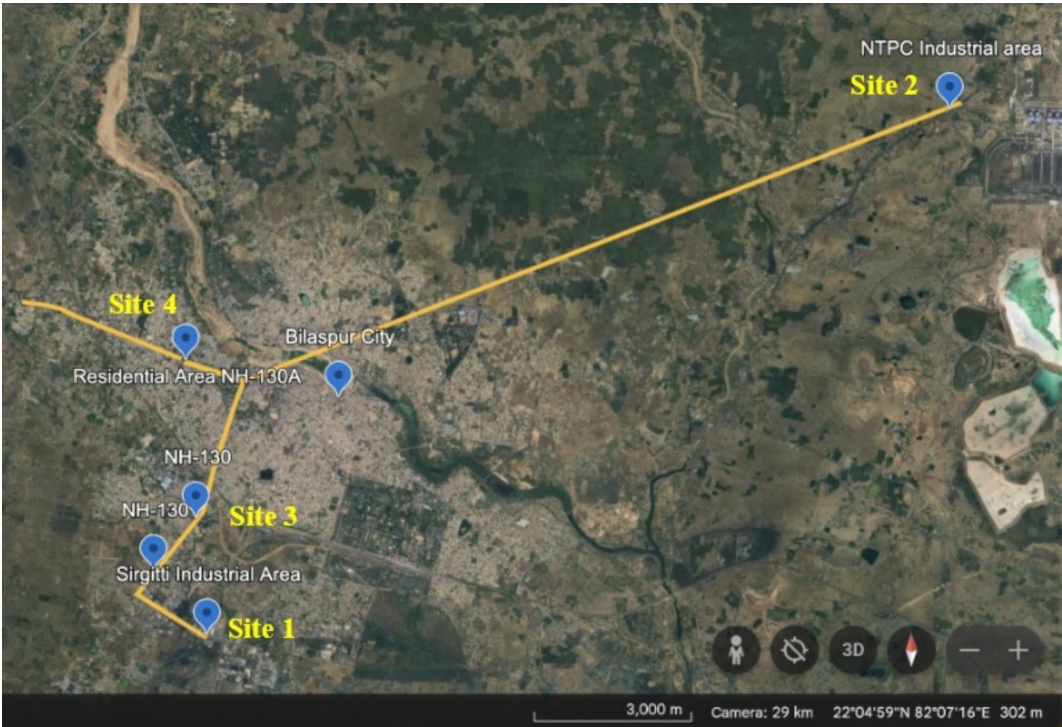 NTPC Industrial area
Site 2
Site 4
Bilaspur City
Residential Area NH-130A
NH-130
NH-130
Site 3
Sirgitti Industrial Area
Site 1
3D
3,000 m
Camera: 29 km
22°04'59"N 82°07'16"E
302 m